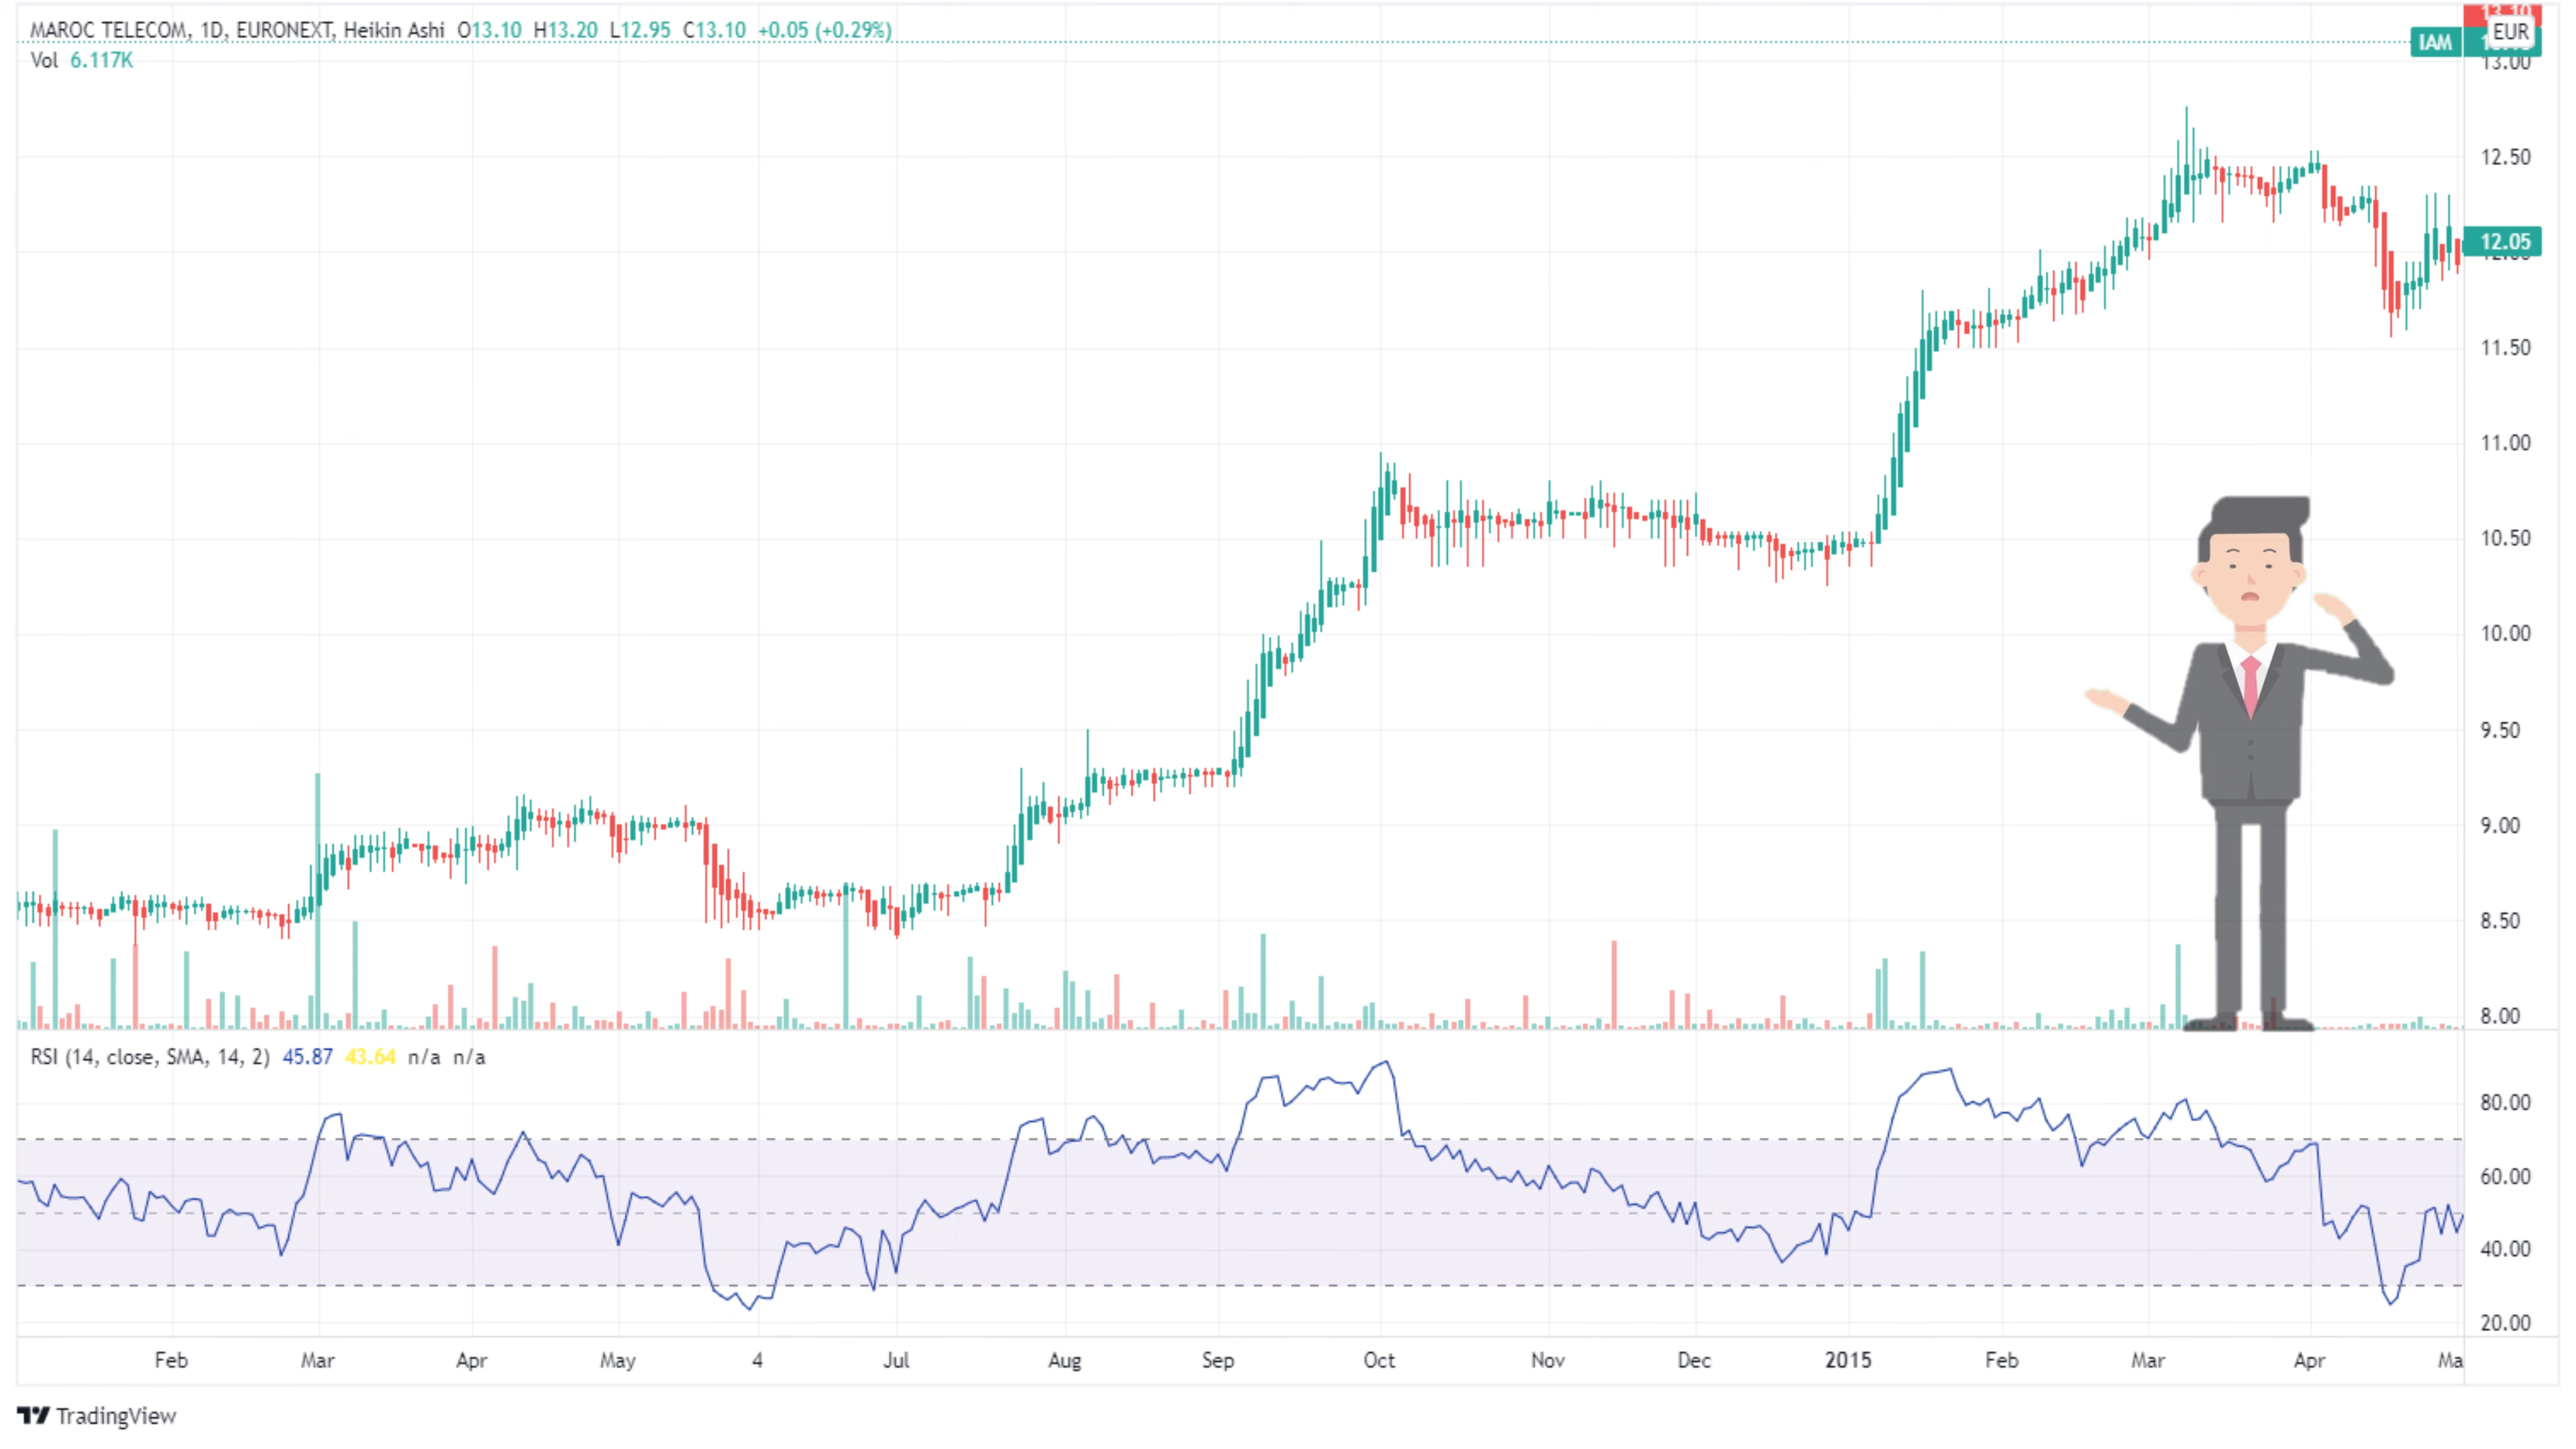 MAROC TELECOM, 1D, EURONEXT, Heikin Ashi O13.10 H13.20 L12.95 C13.10 +0.05 (+0.29%)
Vol 6.117K
13.10
EUR
IAM
13.00
12.50
12.05
11.50
11.00
10.50
10.00
9.50
9.00
8.50
8.00
RSI (14, close, SMA, 14, 2) 45.87 43.64 n/a n/a
80.00
60.00
40.00
20.00
Feb Mar Apr May 4 Jul Aug Sep Oct Nov Dec 2015 Feb Mar Apr Ma
TradingView